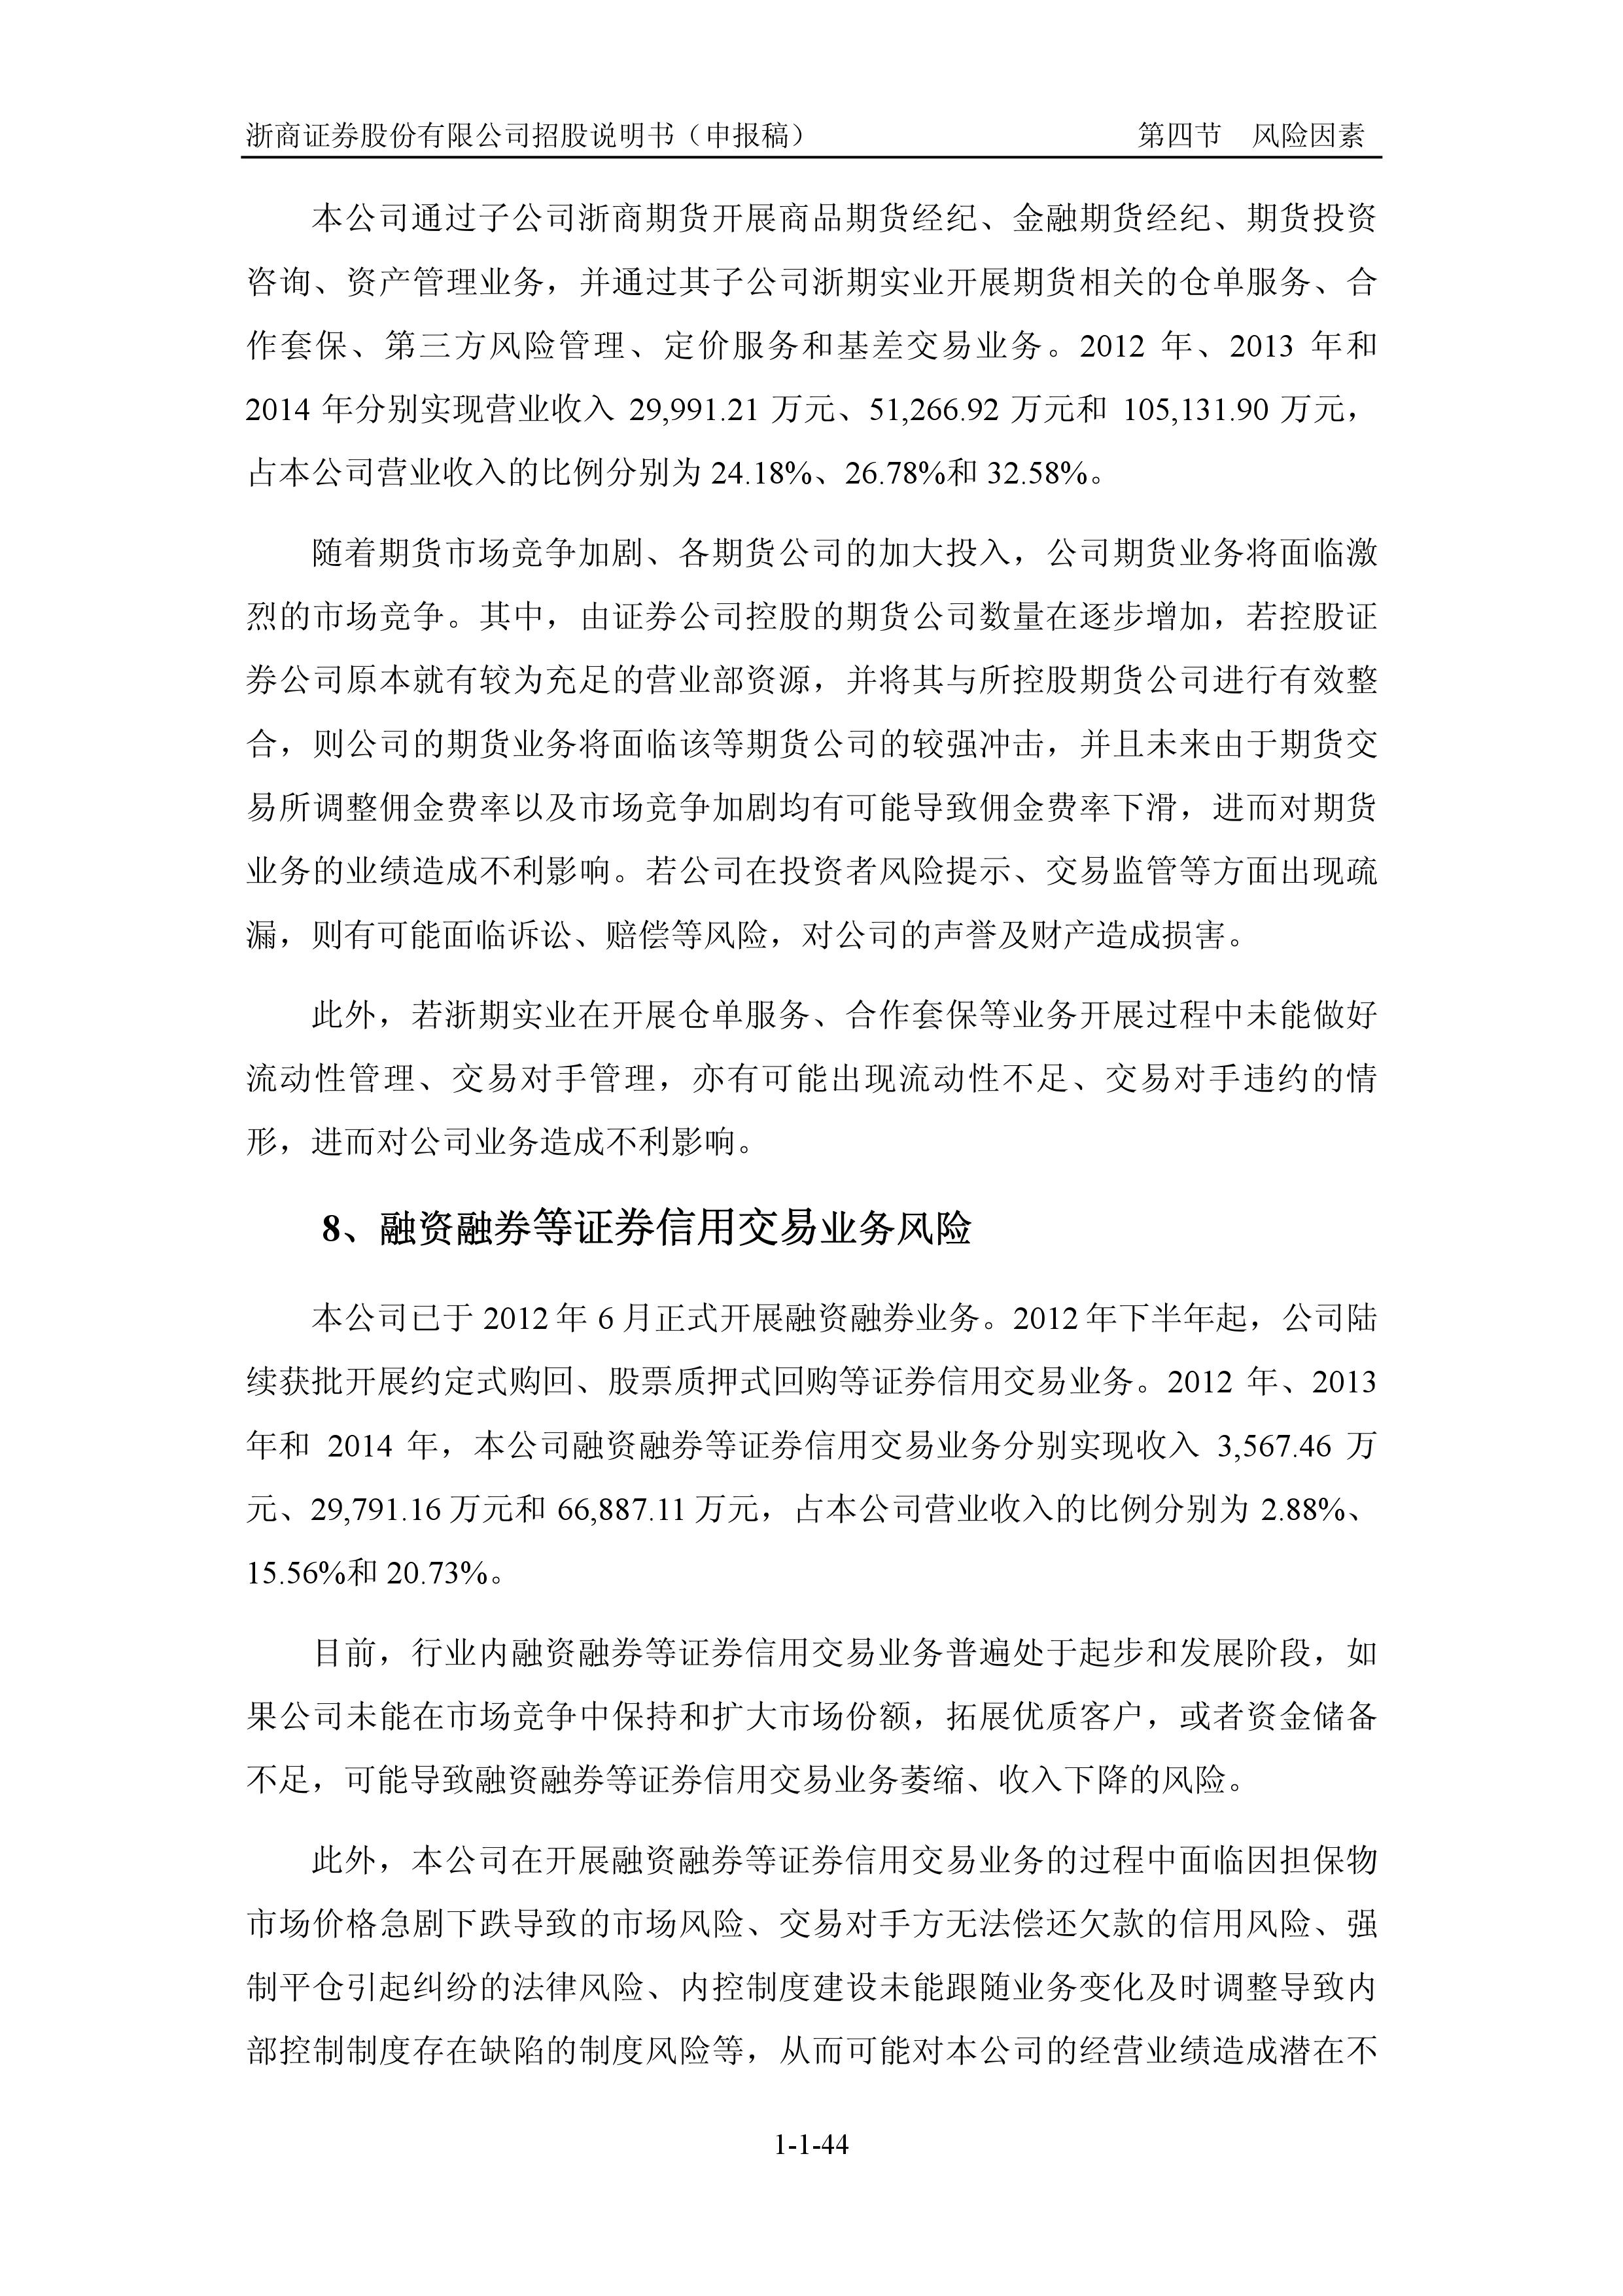 浙商证券股份有限公司招股说明书（申报稿） 第四节 风险因素
本公司通过子公司浙商期货开展商品期货经纪、金融期货经纪、期货投资
咨询、资产管理业务，并通过其子公司浙期实业开展期货相关的仓单服务、合
作套保、第三方风险管理、定价服务和基差交易业务。2012 年、2013 年和
2014 年分别实现营业收入 29,991.21 万元、51,266.92 万元和 105,131.90 万元，
占本公司营业收入的比例分别为 24.18%、26.78%和 32.58%。
随着期货市场竞争加剧、各期货公司的加大投入，公司期货业务将面临激
烈的市场竞争。其中，由证券公司控股的期货公司数量在逐步增加，若控股证
券公司原本就有较为充足的营业部资源，并将其与所控股期货公司进行有效整
合，则公司的期货业务将面临该等期货公司的较强冲击，并且未来由于期货交
易所调整佣金费率以及市场竞争加剧均有可能导致佣金费率下滑，进而对期货
业务的业绩造成不利影响。若公司在投资者风险提示、交易监管等方面出现疏
漏，则有可能面临诉讼、赔偿等风险，对公司的声誉及财产造成损害。
此外，若浙期实业在开展仓单服务、合作套保等业务开展过程中未能做好
流动性管理、交易对手管理，亦有可能出现流动性不足、交易对手违约的情
形，进而对公司业务造成不利影响。
8、融资融券等证券信用交易业务风险
本公司已于 2012 年 6 月正式开展融资融券业务。2012 年下半年起，公司陆
续获批开展约定式购回、股票质押式回购等证券信用交易业务。2012 年、2013
年和 2014 年，本公司融资融券等证券信用交易业务分别实现收入 3,567.46 万
元、29,791.16 万元和 66,887.11 万元，占本公司营业收入的比例分别为 2.88%、
15.56%和 20.73%。
目前，行业内融资融券等证券信用交易业务普遍处于起步和发展阶段，如
果公司未能在市场竞争中保持和扩大市场份额，拓展优质客户，或者资金储备
不足，可能导致融资融券等证券信用交易业务萎缩、收入下降的风险。
此外，本公司在开展融资融券等证券信用交易业务的过程中面临因担保物
市场价格急剧下跌导致的市场风险、交易对手方无法偿还欠款的信用风险、强
制平仓引起纠纷的法律风险、内控制度建设未能跟随业务变化及时调整导致内
部控制制度存在缺陷的制度风险等，从而可能对本公司的经营业绩造成潜在不
1-1-44